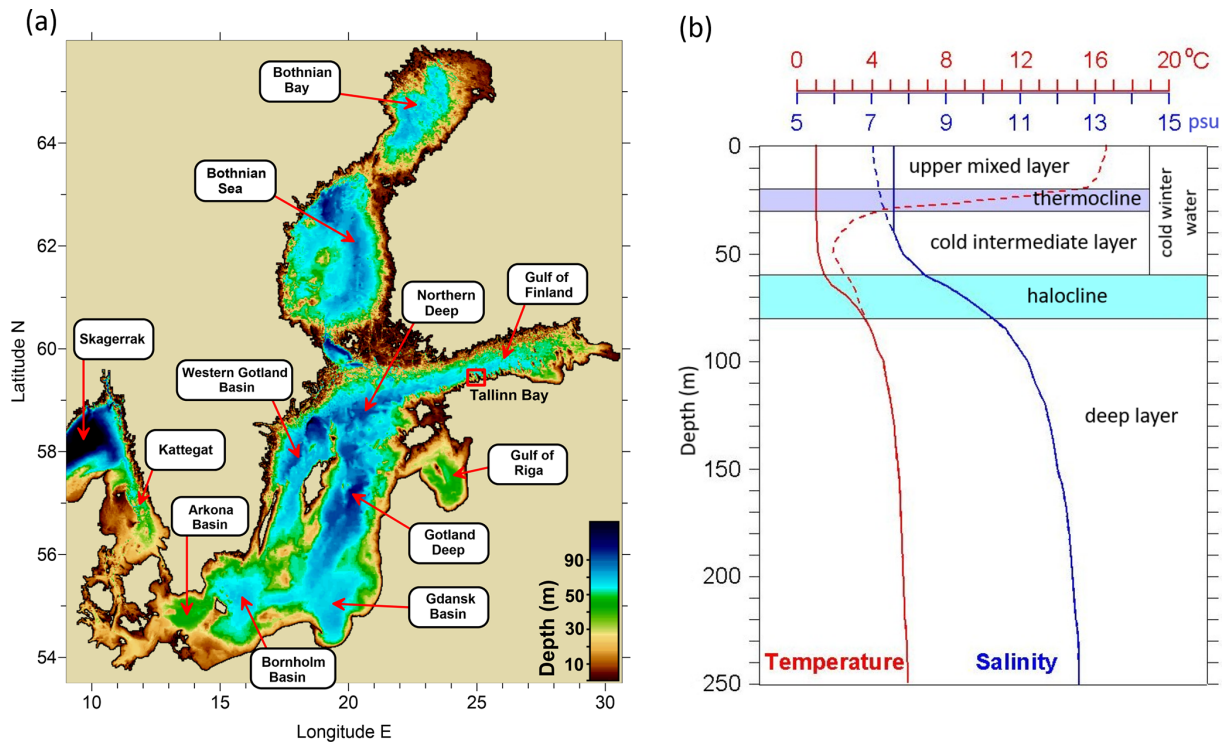 (a)
Bothnian
Bay
Bothnian
Sea
Northern
Deep
Gulf of
Finland
Skagerrak
Western Gotland
Basin
Tallinn Bay
Kattegat
Gulf of
Riga
Arkona
Basin
Gotland
Deep
Gdansk
Basin
Bornholm
Basin
Latitude N
64
62
60
58
56
54
10
15
20
25
30
Longitude E
Depth (m)
90
70
50
30
10
(b)
0
4
8
12
16
20 °C
5
7
9
11
13
15
psu
Depth (m)
0
50
100
150
200
250
upper mixed layer
thermocline
cold intermediate layer
cold winter
water
halocline
deep layer
Temperature
Salinity